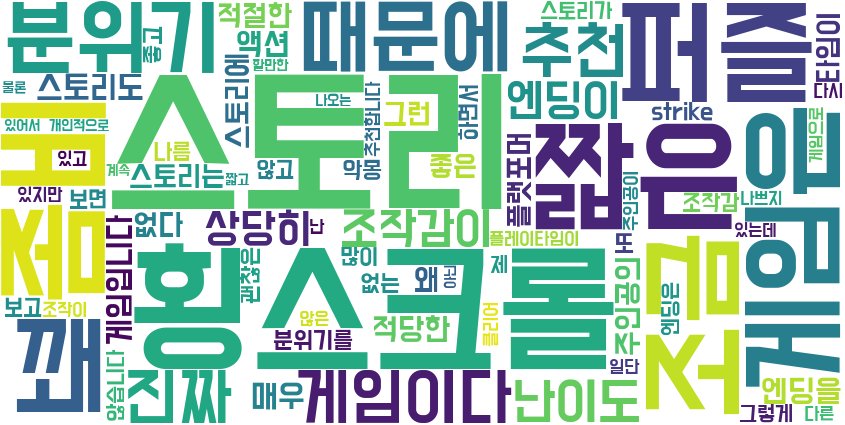 분위기
좋고
적절한
액션
할만한
때문에
스토리가
추천
퍼즐
타임이
다시
물론
스토리도
스토리에
스토리
나오는
추천합니다
그런
하면서
엔딩이
strike
있어서
개인적으로
있고
나름
계속
짧고
스토리는
않고
악몽
좋은
플랫포머
짧은
게임은
게임으로
있지만
보면
좀
게임입니다
없다
상당히
난
조작감이
플레이타임이
주인공이
조작감
나쁘지
있는데
횡스크롤
괜찮은
많이
없는
왜
아닌
제
더
조금
보고
조작이
꽤
않은
분위기를
적당한
클리어
주인공인
엔딩은
일단
않습니다
진짜
매우
게임이다
난이도
엔딩을
그렇게
다른